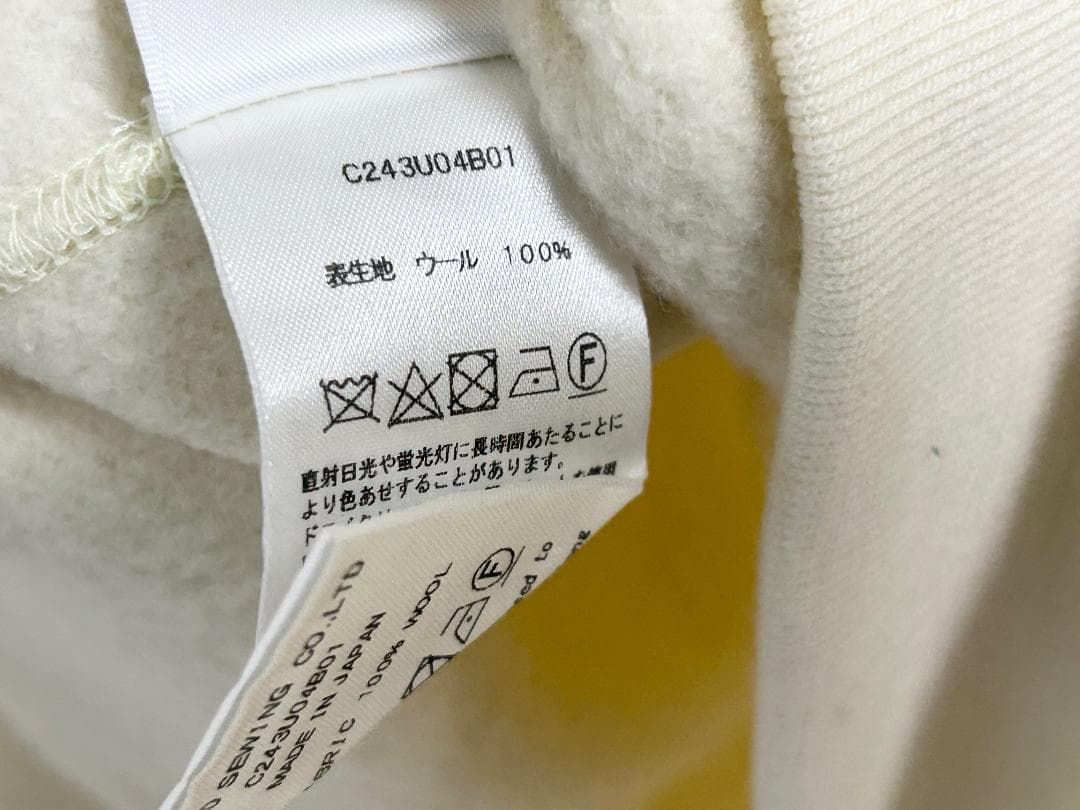 C243U04B01
表生地 ウール 100%
F
直射日光や蛍光灯に長時間あたることに
より色あせすることがあります。
SEWING CO.,LTD
C243U04B01
MADE IN JAPAN
100% WOOL
F
to